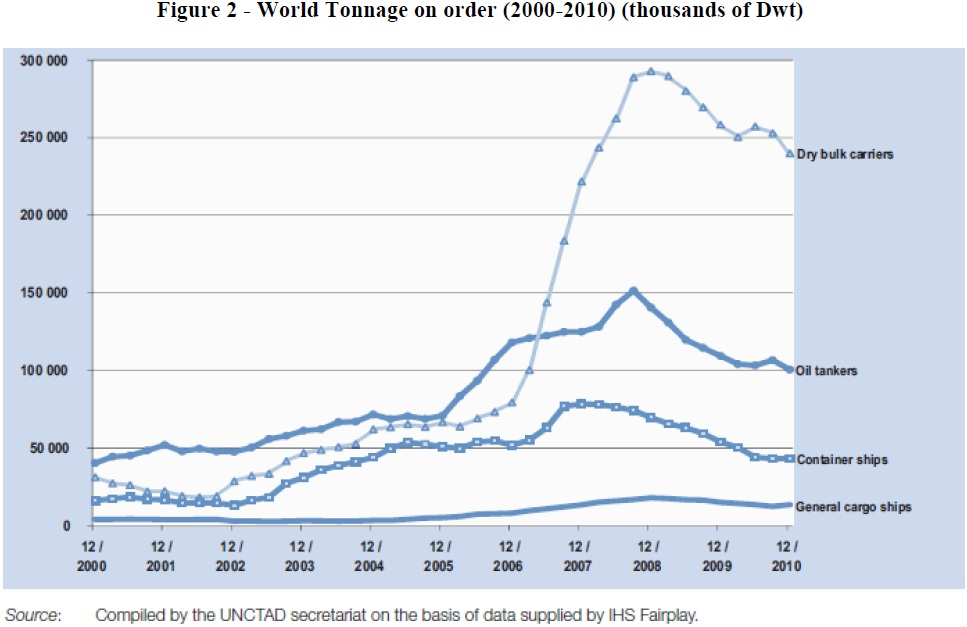 Figure 2 - World Tonnage on order (2000-2010) (thousands of Dwt)
300 000
250 000
200 000
150 000
100 000
50 000
0
Dry bulk carriers
Oil tankers
Container ships
General cargo ships
12 / 12 / 12 / 12 / 12 / 12 / 12 / 12 / 12 / 12 / 12 /
2000 2001 2002 2003 2004 2005 2006 2007 2008 2009 2010
Source: Compiled by the UNCTAD secretariat on the basis of data supplied by IHS Fairplay.